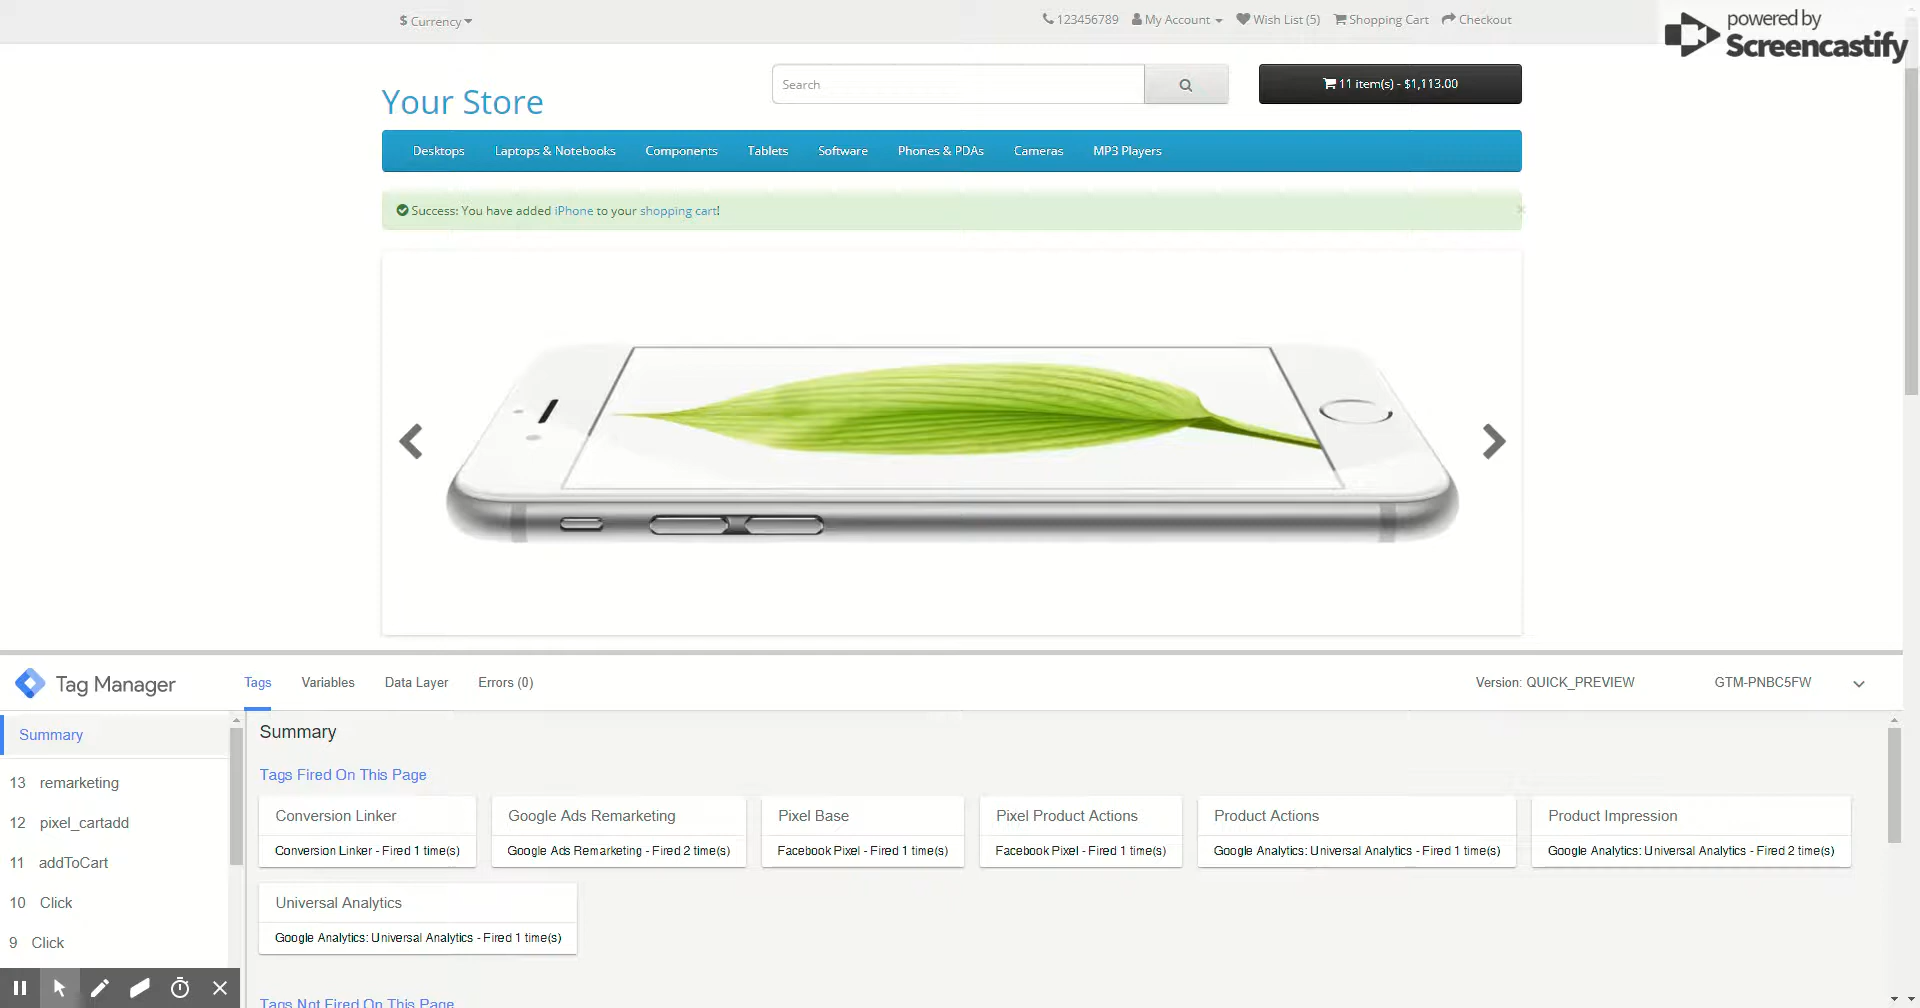 $ Currency
123456789 My Account Wish List (5) Shopping Cart Checkout
powered by
Screencastify
Your Store
Search
11 item(s) - $1,113.00
Desktops Laptops & Notebooks Components Tablets Software Phones & PDAs Cameras MP3 Players
Success: You have added iPhone to your shopping cart!
×
Tag Manager
Tags Variables Data Layer Errors (0)
Version: QUICK_PREVIEW GTM-PNBC5FW
Summary
13 remarketing
12 pixel_cartadd
11 addToCart
10 Click
9 Click
Summary
Tags Fired On This Page
Conversion Linker
Conversion Linker - Fired 1 time(s)
Google Ads Remarketing
Google Ads Remarketing - Fired 2 time(s)
Pixel Base
Facebook Pixel - Fired 1 time(s)
Pixel Product Actions
Facebook Pixel - Fired 1 time(s)
Product Actions
Google Analytics: Universal Analytics - Fired 1 time(s)
Product Impression
Google Analytics: Universal Analytics - Fired 2 time(s)
Universal Analytics
Google Analytics: Universal Analytics - Fired 1 time(s)
Tags Not Fired On This Page